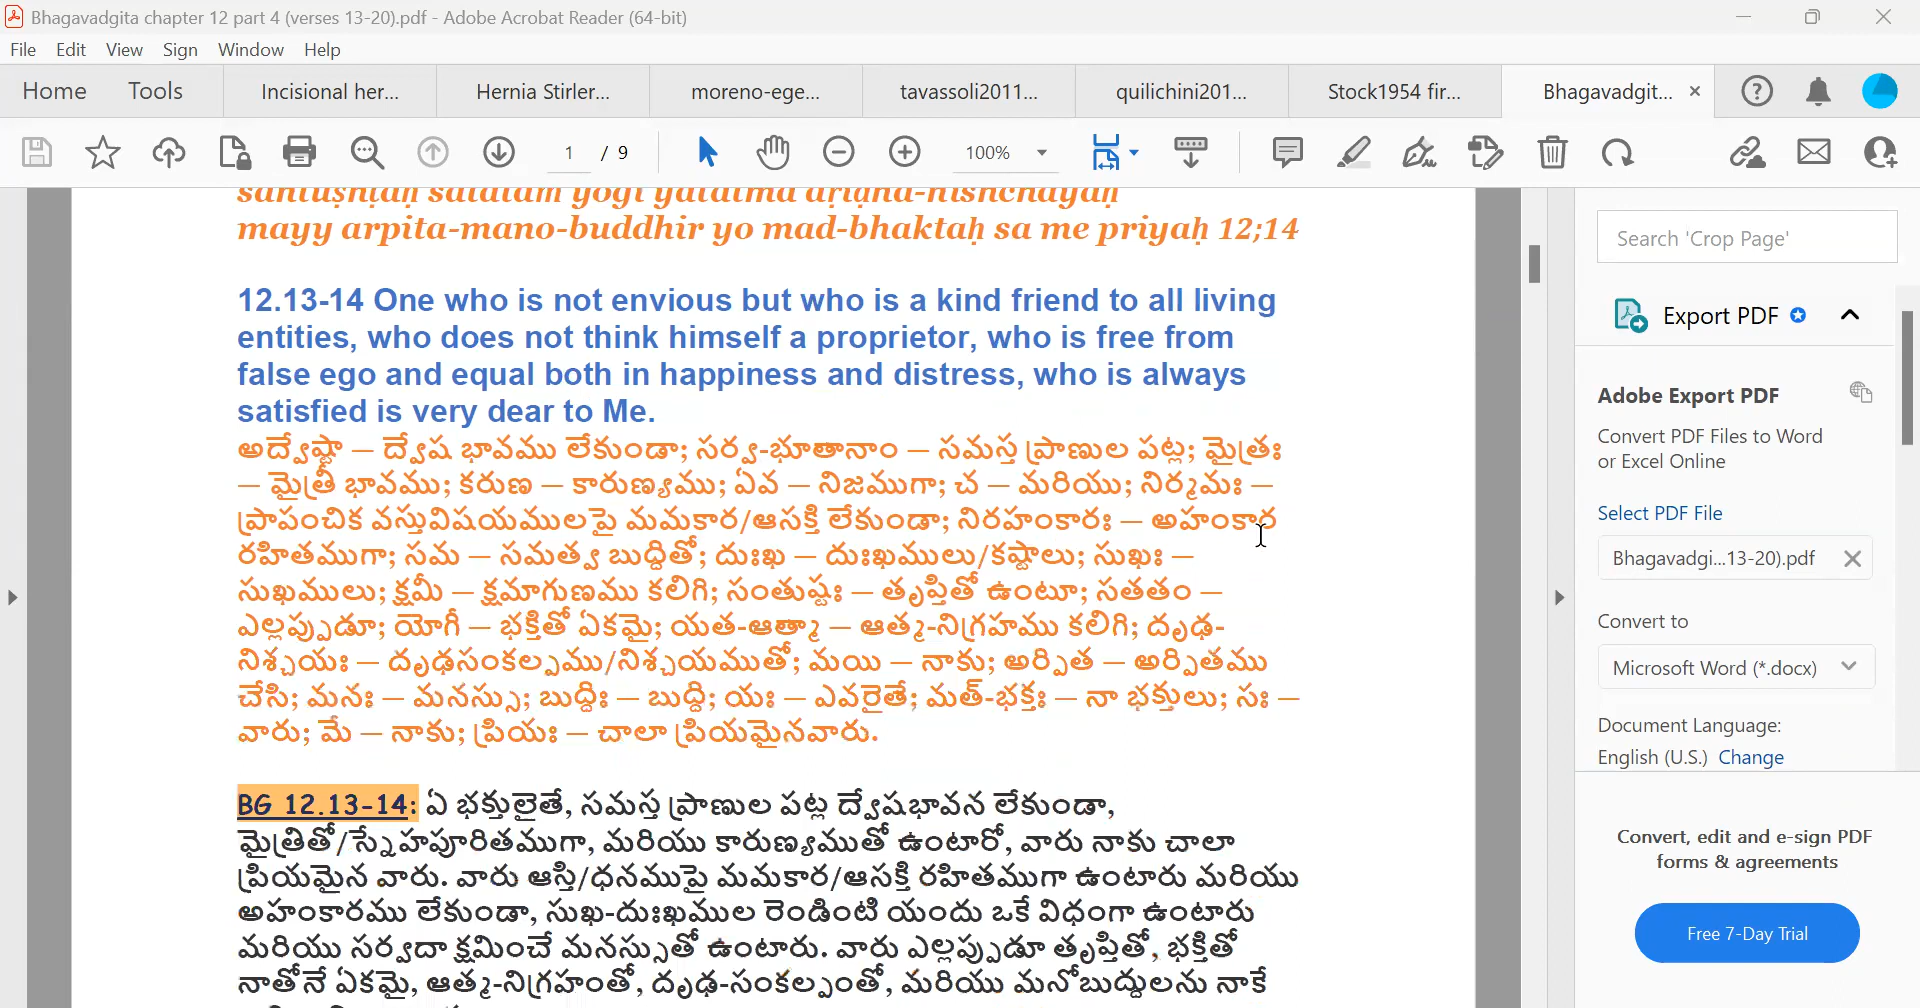 Bhagavadgita chapter 12 part 4 (verses 13-20).pdf - Adobe Acrobat Reader (64-bit)
File Edit View Sign Window Help
Home Tools Incisional her... Hernia Stirler... moreno-ege... tavassoli2011... quilichini201... Stock1954 fir... Bhagavadgit...
1 / 9 100%
santuṣhṭaḥ satataṁ yogī yatātmā dṛiḍha-niśhchayaḥ
mayy arpita-mano-buddhir yo mad-bhaktaḥ sa me priyaḥ 12;14
12.13-14 One who is not envious but who is a kind friend to all living
entities, who does not think himself a proprietor, who is free from
false ego and equal both in happiness and distress, who is always
satisfied is very dear to Me.
అద్వేష్టా — ద్వేష భావము లేకుండా; సర్వ-భూతానాం — సమస్త ప్రాణుల పట్ల; మైత్రః
— మైత్రీ భావము; కరుణ — కారుణ్యము; ఏవ — నిజముగా; చ — మరియు; నిర్మమః —
ప్రాపంచిక వస్తువిషయములపై మమకార/ఆసక్తి లేకుండా; నిరహంకారః — అహంకార
రహితముగా; సమ — సమత్వ బుద్ధితో; దుఃఖ — దుఃఖములు/కష్టాలు; సుఖః —
సుఖములు; క్షమీ — క్షమాగుణము కలిగి; సంతుష్టః — తృప్తితో ఉంటూ; సతతం —
ఎల్లప్పుడూ; యోగీ — భక్తితో ఏకమై; యత-ఆత్మా — ఆత్మ-నిగ్రహము కలిగి; దృఢ-
నిశ్చయః — దృఢసంకల్పము/నిశ్చయముతో; మయి — నాకు; అర్పిత — అర్పితము
చేసి; మనః — మనస్సు; బుద్ధిః — బుద్ధి; యః — ఎవరైతే; మత్-భక్తః — నా భక్తులు; సః —
వారు; మే — నాకు; ప్రియః — చాలా ప్రియమైనవారు.
BG 12.13-14: ఏ భక్తులైతే, సమస్త ప్రాణుల పట్ల ద్వేషభావన లేకుండా,
మైత్రితో/స్నేహపూరితముగా, మరియు కారుణ్యముతో ఉంటారో, వారు నాకు చాలా
ప్రియమైన వారు. వారు ఆస్తి/ధనముపై మమకార/ఆసక్తి రహితముగా ఉంటారు మరియు
అహంకారము లేకుండా, సుఖ-దుఃఖముల రెండింటి యందు ఒకే విధంగా ఉంటారు
మరియు సర్వదా క్షమించే మనస్సుతో ఉంటారు. వారు ఎల్లప్పుడూ తృప్తితో, భక్తితో
నాతోనే ఏకమై, ఆత్మ-నిగ్రహంతో, దృఢ-సంకల్పంతో, మరియు మనోబుద్ధులను నాకే
Search 'Crop Page'
Export PDF
Adobe Export PDF
Convert PDF Files to Word
or Excel Online
Select PDF File
Bhagavadgi...13-20).pdf
Convert to
Microsoft Word (*.docx)
Document Language:
English (U.S.) Change
Convert, edit and e-sign PDF
forms & agreements
Free 7-Day Trial